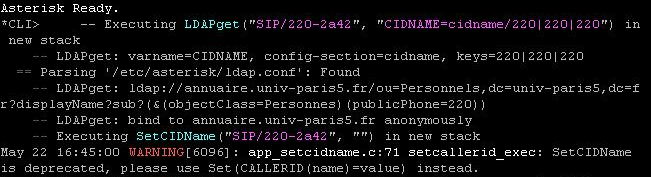 Asterisk Ready.
*CLI>     -- Executing LDAPget("SIP/220-2a42", "CIDNAME=cidname/220|220|220") in
 new stack
    -- LDAPget: varname=CIDNAME, config-section=cidname, keys=220|220|220
  == Parsing '/etc/asterisk/ldap.conf': Found
    -- LDAPget: ldap://annuaire.univ-paris5.fr/ou=Personnels,dc=univ-paris5,dc=f
r?displayName?sub?(&(objectClass=Personnes)(publicPhone=220))
    -- LDAPget: bind to annuaire.univ-paris5.fr anonymously
    -- Executing SetCIDName("SIP/220-2a42", "") in new stack
May 22 16:45:00 WARNING[6096]: app_setcidname.c:71 setcallerid_exec: SetCIDName
is deprecated, please use Set(CALLERID(name)=value) instead.